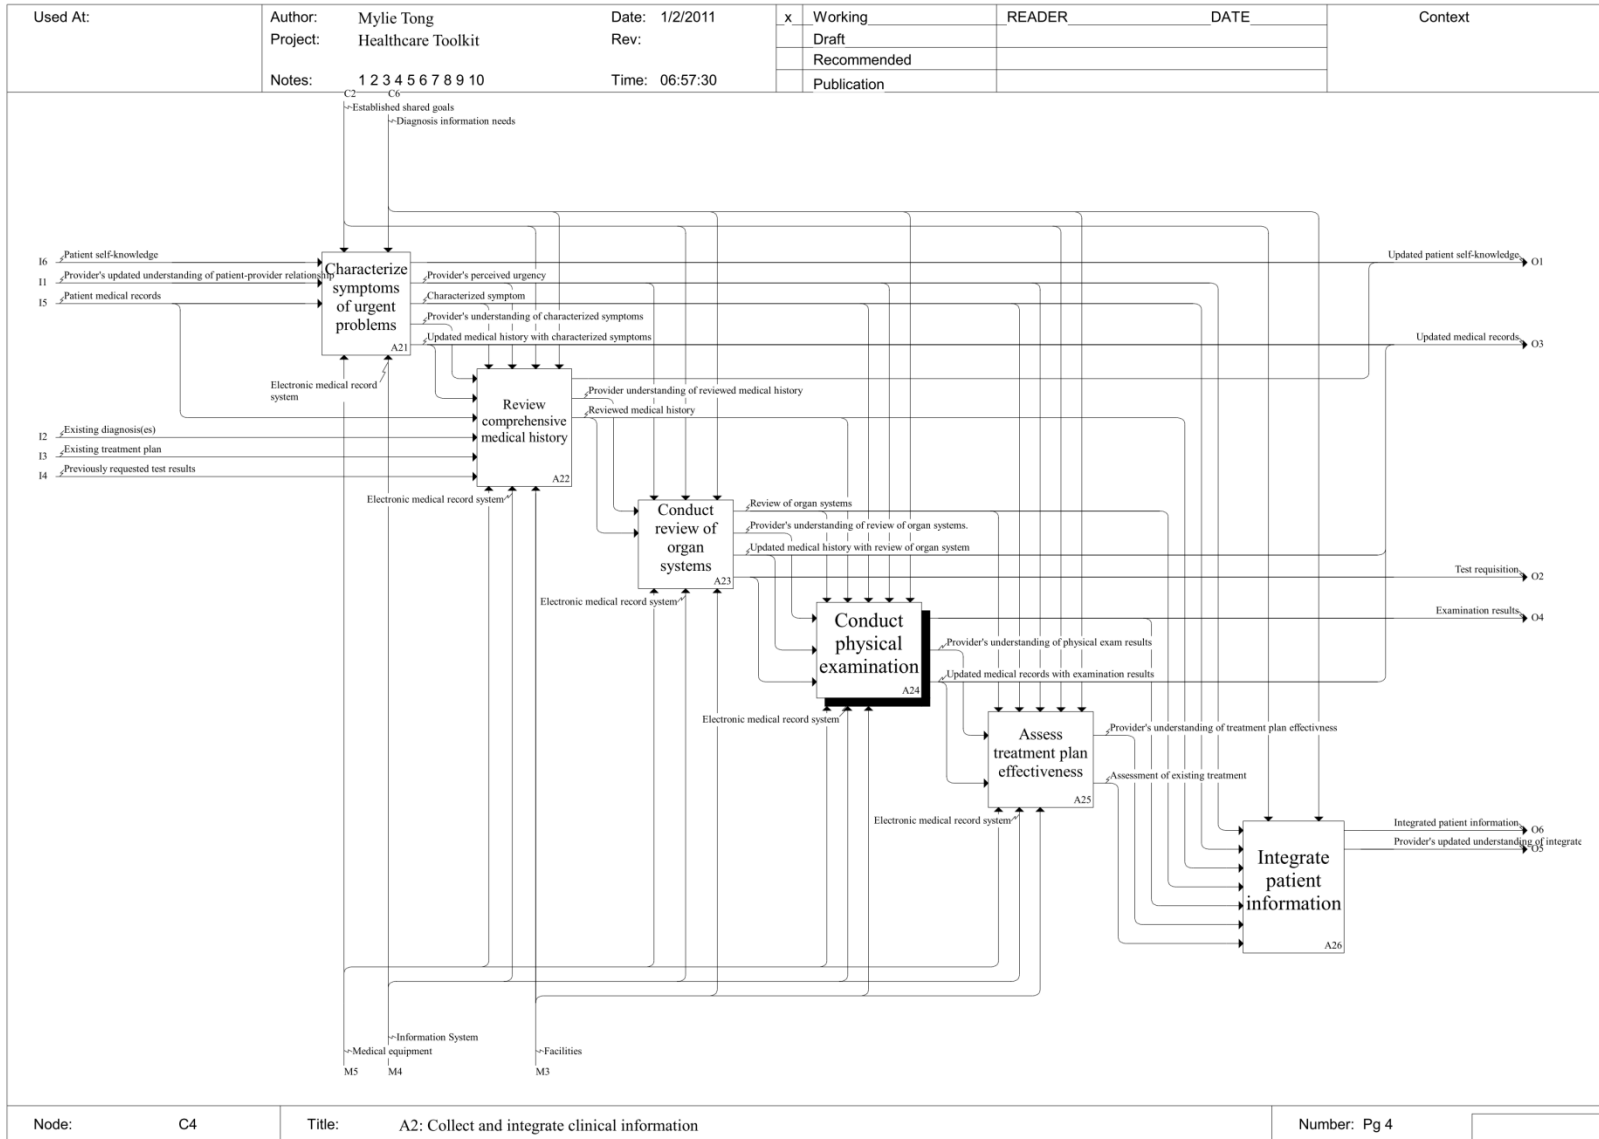 Used At:
Author: Mylie Tong
Date: 1/2/2011
x Working
READER DATE
Context
Project: Healthcare Toolkit
Rev:
Draft
Recommended
Notes: 1 2 3 4 5 6 7 8 9 10
Time: 06:57:30
Publication
C2 C6
Established shared goals
Diagnosis information needs
I6 Patient self-knowledge
I1 Provider's updated understanding of patient-provider relationship
I5 Patient medical records
Characterize
symptoms
of urgent
problems
A21
Provider's perceived urgency
Characterized symptom
Provider's understanding of characterized symptoms
Updated medical history with characterized symptoms
Updated patient self-knowledge O1
Updated medical records O3
Electronic medical record
system
Review
comprehensive
medical history
A22
Provider understanding of reviewed medical history
Reviewed medical history
I2 Existing diagnosis(es)
I3 Existing treatment plan
I4 Previously requested test results
Electronic medical record system
Conduct
review of
organ
systems
A23
Review of organ systems
Provider's understanding of review of organ systems.
Updated medical history with review of organ system
Test requisition O2
Electronic medical record system
Conduct
physical
examination
A24
Examination results O4
Provider's understanding of physical exam results
Updated medical records with examination results
Electronic medical record system
Assess
treatment plan
effectiveness
A25
Provider's understanding of treatment plan effectivness
Assessment of existing treatment
Electronic medical record system
Integrate
patient
information
A26
Integrated patient information O6
Provider's updated understanding of integrate
O5
Information System
Medical equipment
Facilities
M5 M4 M3
Node: C4
Title: A2: Collect and integrate clinical information
Number: Pg 4